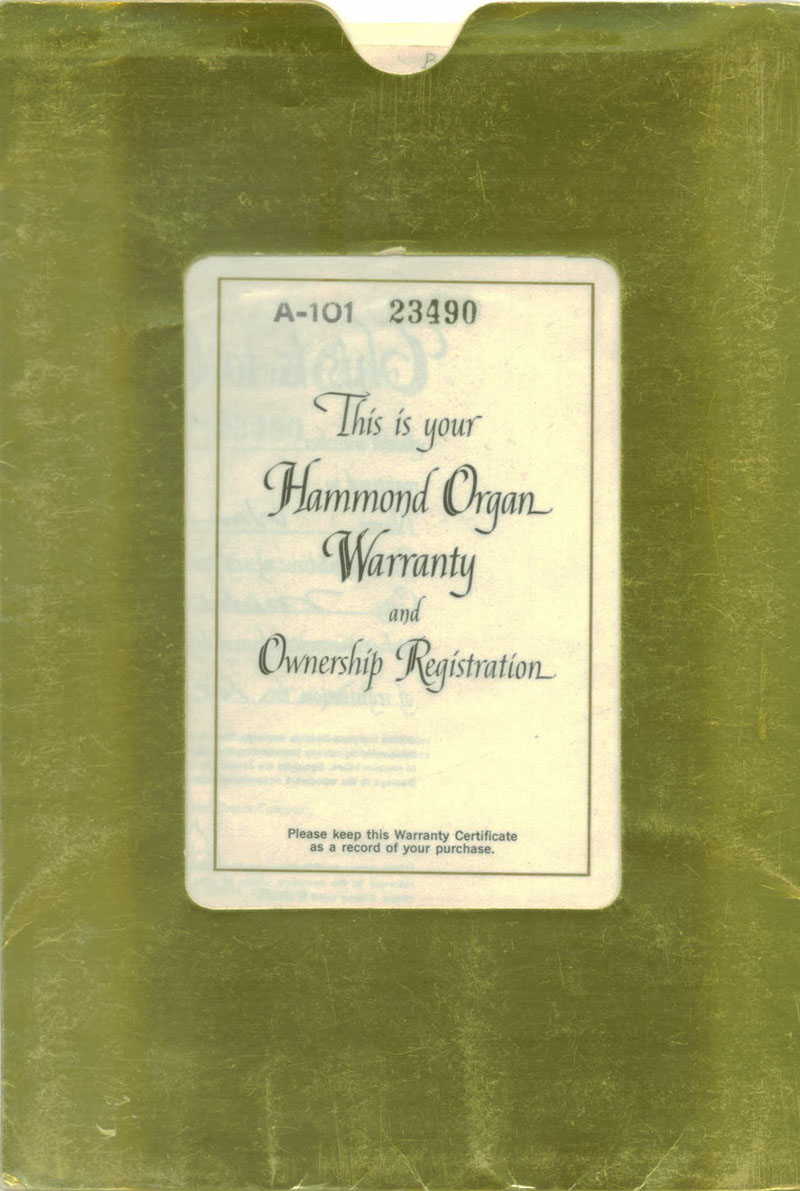 B
A-101 23490
This is your
Hammond Organ
Warranty
and
Ownership Registration
Please keep this Warranty Certificate
as a record of your purchase.